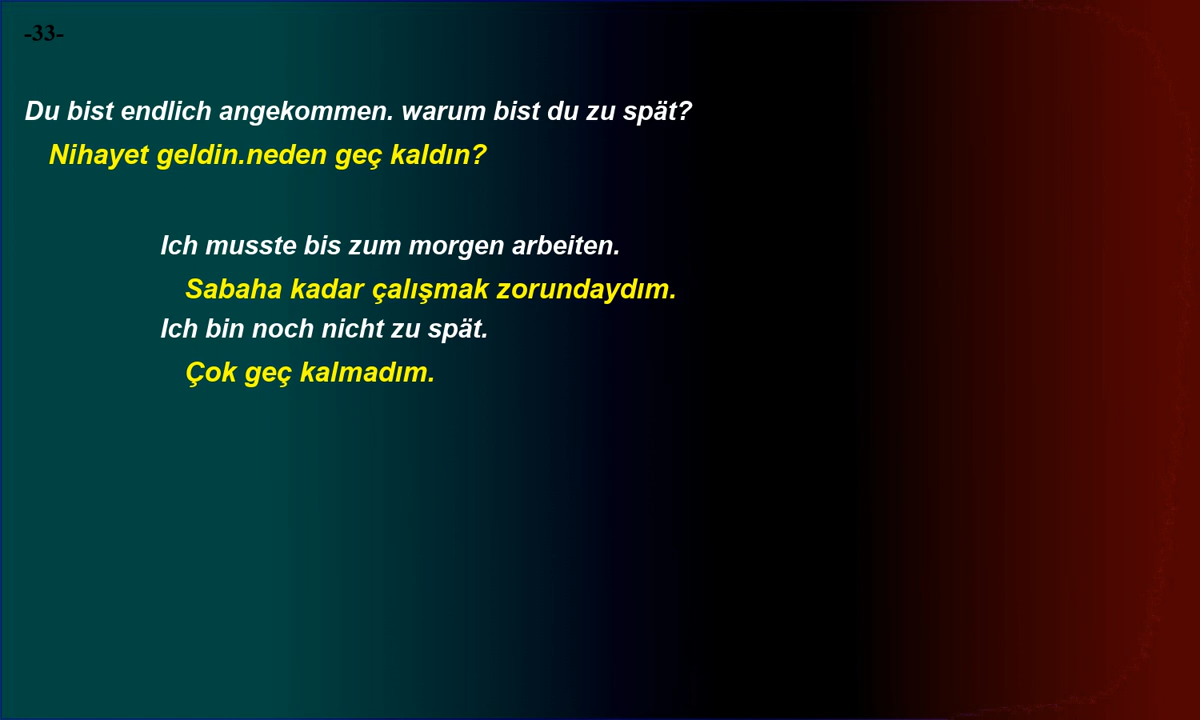 -33-
Du bist endlich angekommen. warum bist du zu spät?
Nihayet geldin.neden geç kaldın?
Ich musste bis zum morgen arbeiten.
Sabaha kadar çalışmak zorundaydım.
Ich bin noch nicht zu spät.
Çok geç kalmadım.